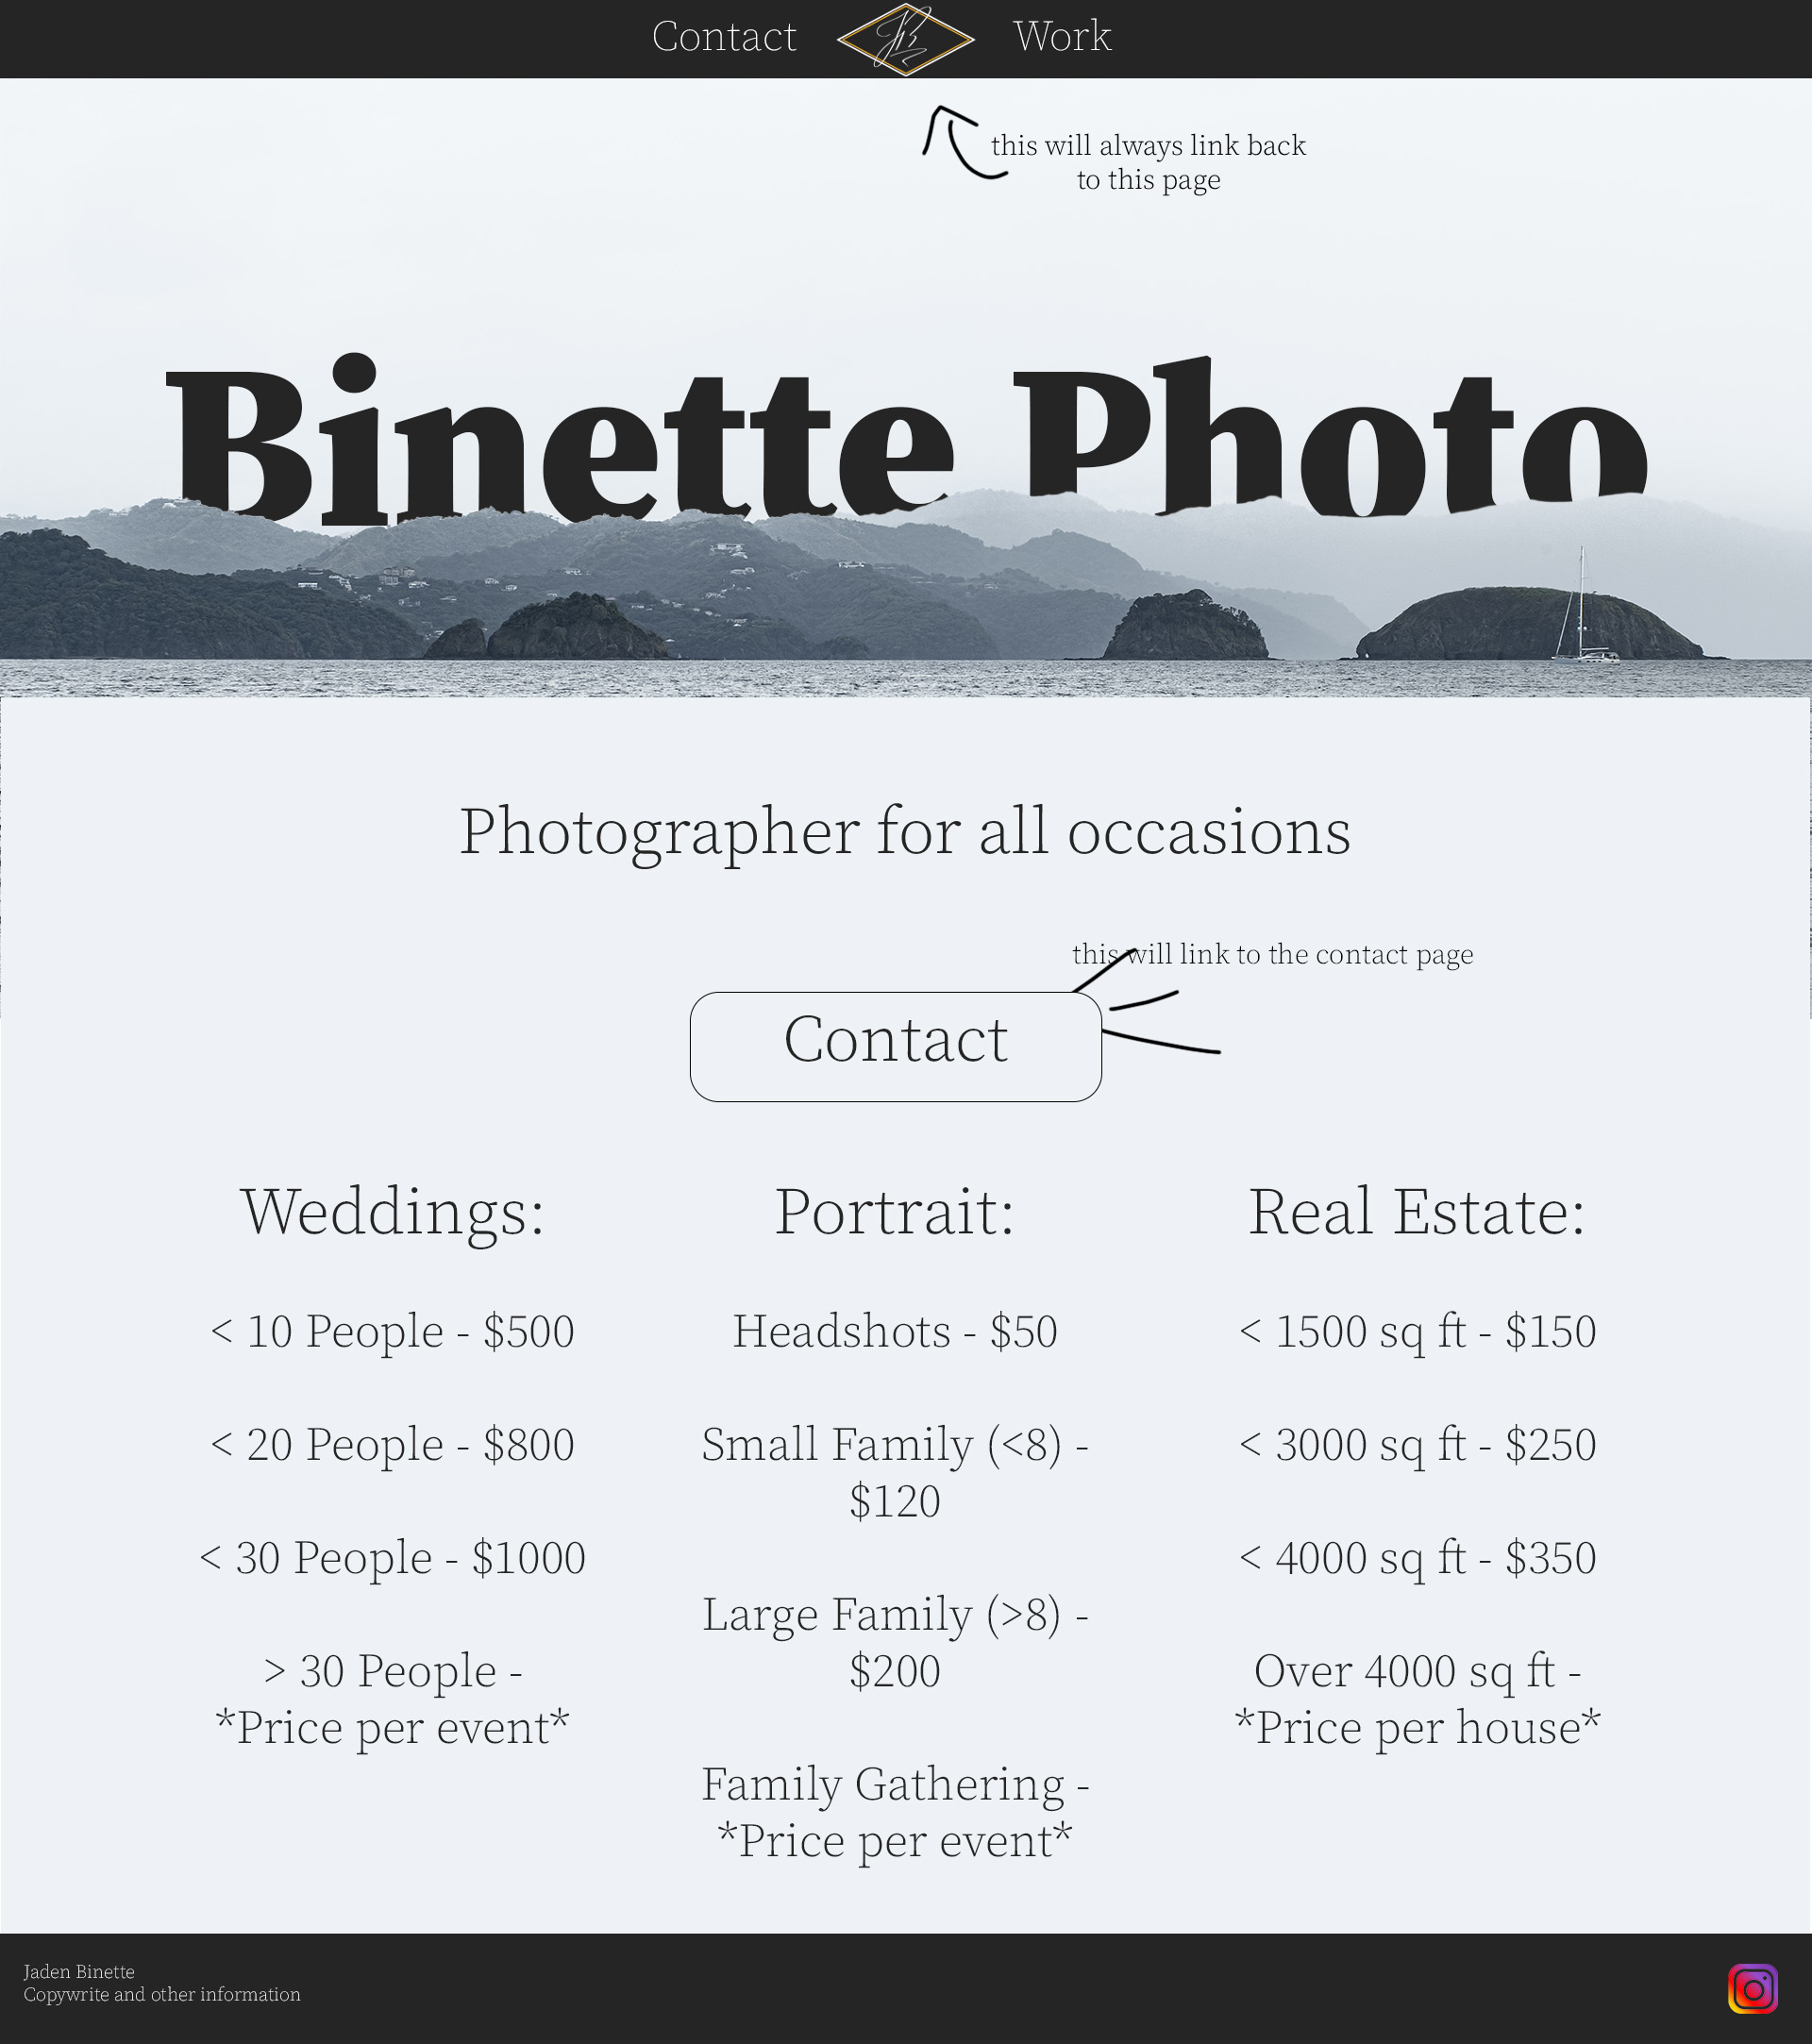 Contact
JB
Work
this will always link back
to this page
Binette Photo
Photographer for all occasions
this will link to the contact page
Contact
Weddings:
< 10 People - $500
< 20 People - $800
< 30 People - $1000
> 30 People -
*Price per event*
Portrait:
Headshots - $50
Small Family (<8) -
$120
Large Family (>8) -
$200
Family Gathering -
*Price per event*
Real Estate:
< 1500 sq ft - $150
< 3000 sq ft - $250
< 4000 sq ft - $350
Over 4000 sq ft -
*Price per house*
Jaden Binette
Copywrite and other information